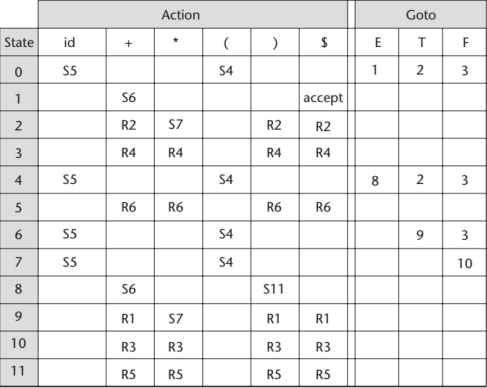 Action Goto
State id + * ( ) $ E T F
0 S5 S4 1 2 3
1 S6 accept
2 R2 S7 R2 R2
3 R4 R4 R4 R4
4 S5 S4 8 2 3
5 R6 R6 R6 R6
6 S5 S4 9 3
7 S5 S4 10
8 S6 S11
9 R1 S7 R1 R1
10 R3 R3 R3 R3
11 R5 R5 R5 R5